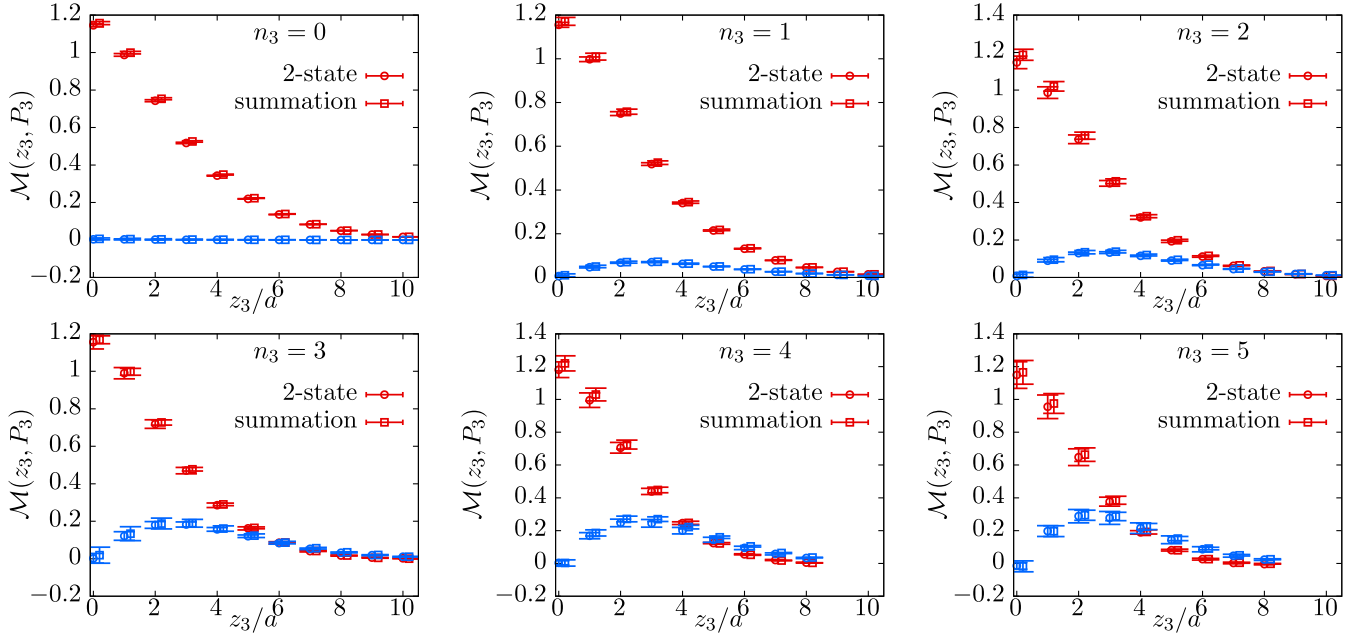 n₃ = 0
2-state
summation
M(z₃, P₃)
1.2
1
0.8
0.6
0.4
0.2
0
−0.2
0 2 4 6 8 10
z₃/a
n₃ = 1
2-state
summation
M(z₃, P₃)
1.2
1
0.8
0.6
0.4
0.2
0
0 2 4 6 8 10
z₃/a
n₃ = 2
2-state
summation
M(z₃, P₃)
1.4
1.2
1
0.8
0.6
0.4
0.2
0
0 2 4 6 8 10
z₃/a
n₃ = 3
2-state
summation
M(z₃, P₃)
1.2
1
0.8
0.6
0.4
0.2
0
−0.2
0 2 4 6 8 10
z₃/a
n₃ = 4
2-state
summation
M(z₃, P₃)
1.4
1.2
1
0.8
0.6
0.4
0.2
0
−0.2
0 2 4 6 8 10
z₃/a
n₃ = 5
2-state
summation
M(z₃, P₃)
1.4
1.2
1
0.8
0.6
0.4
0.2
0
−0.2
0 2 4 6 8 10
z₃/a